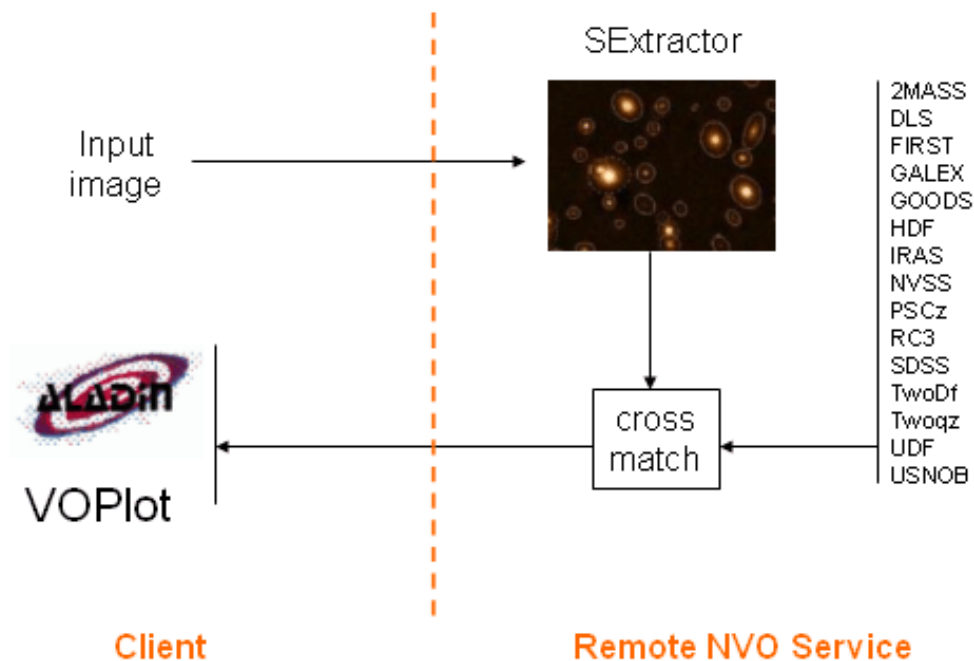 SExtractor
Input
image
2MASS
DLS
FIRST
GALEX
GOODS
HDF
IRAS
NVSS
PSCz
RC3
SDSS
TwoDf
Twoqz
UDF
USNOB
cross
match
ALADIN
VOPlot
Client
Remote NVO Service